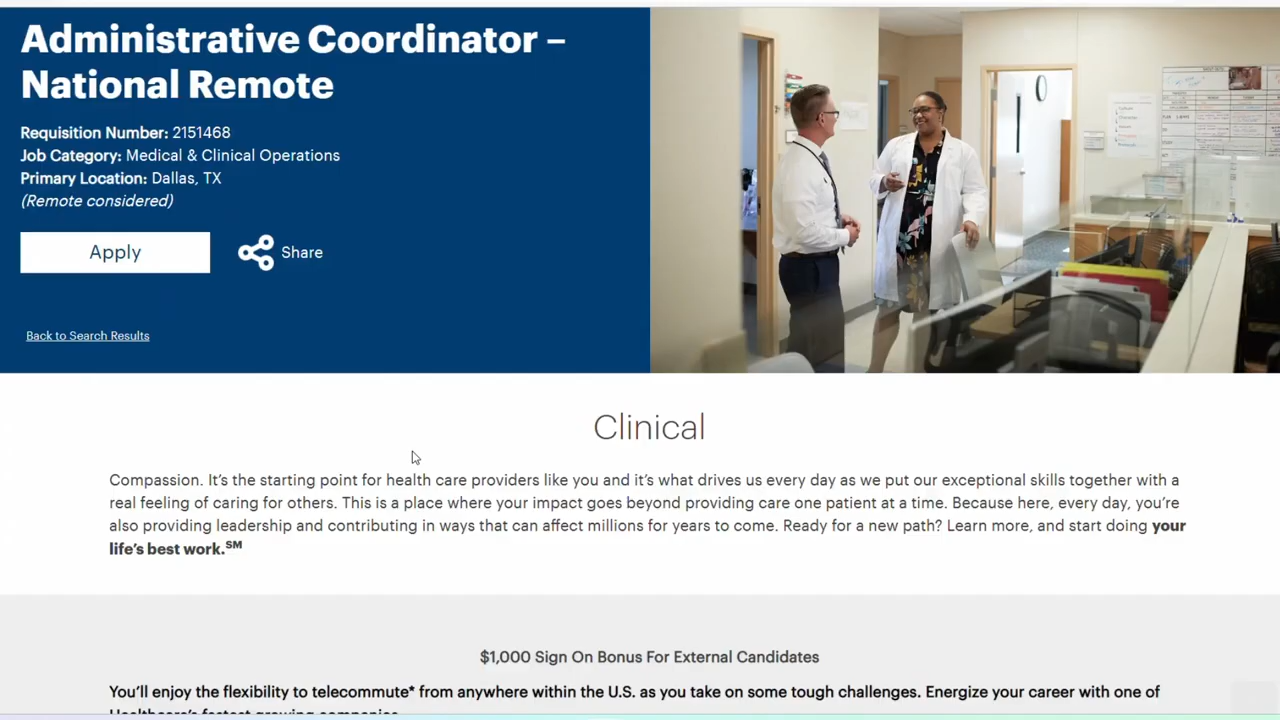 Administrative Coordinator –
National Remote
Requisition Number: 2151468
Job Category: Medical & Clinical Operations
Primary Location: Dallas, TX
(Remote considered)
Apply
Share
Back to Search Results
Clinical
Compassion. It’s the starting point for health care providers like you and it’s what drives us every day as we put our exceptional skills together with a
real feeling of caring for others. This is a place where your impact goes beyond providing care one patient at a time. Because here, every day, you’re
also providing leadership and contributing in ways that can affect millions for years to come. Ready for a new path? Learn more, and start doing your
life’s best work.SM
$1,000 Sign On Bonus For External Candidates
You’ll enjoy the flexibility to telecommute* from anywhere within the U.S. as you take on some tough challenges. Energize your career with one of
Healthcare’s fastest growing companies.